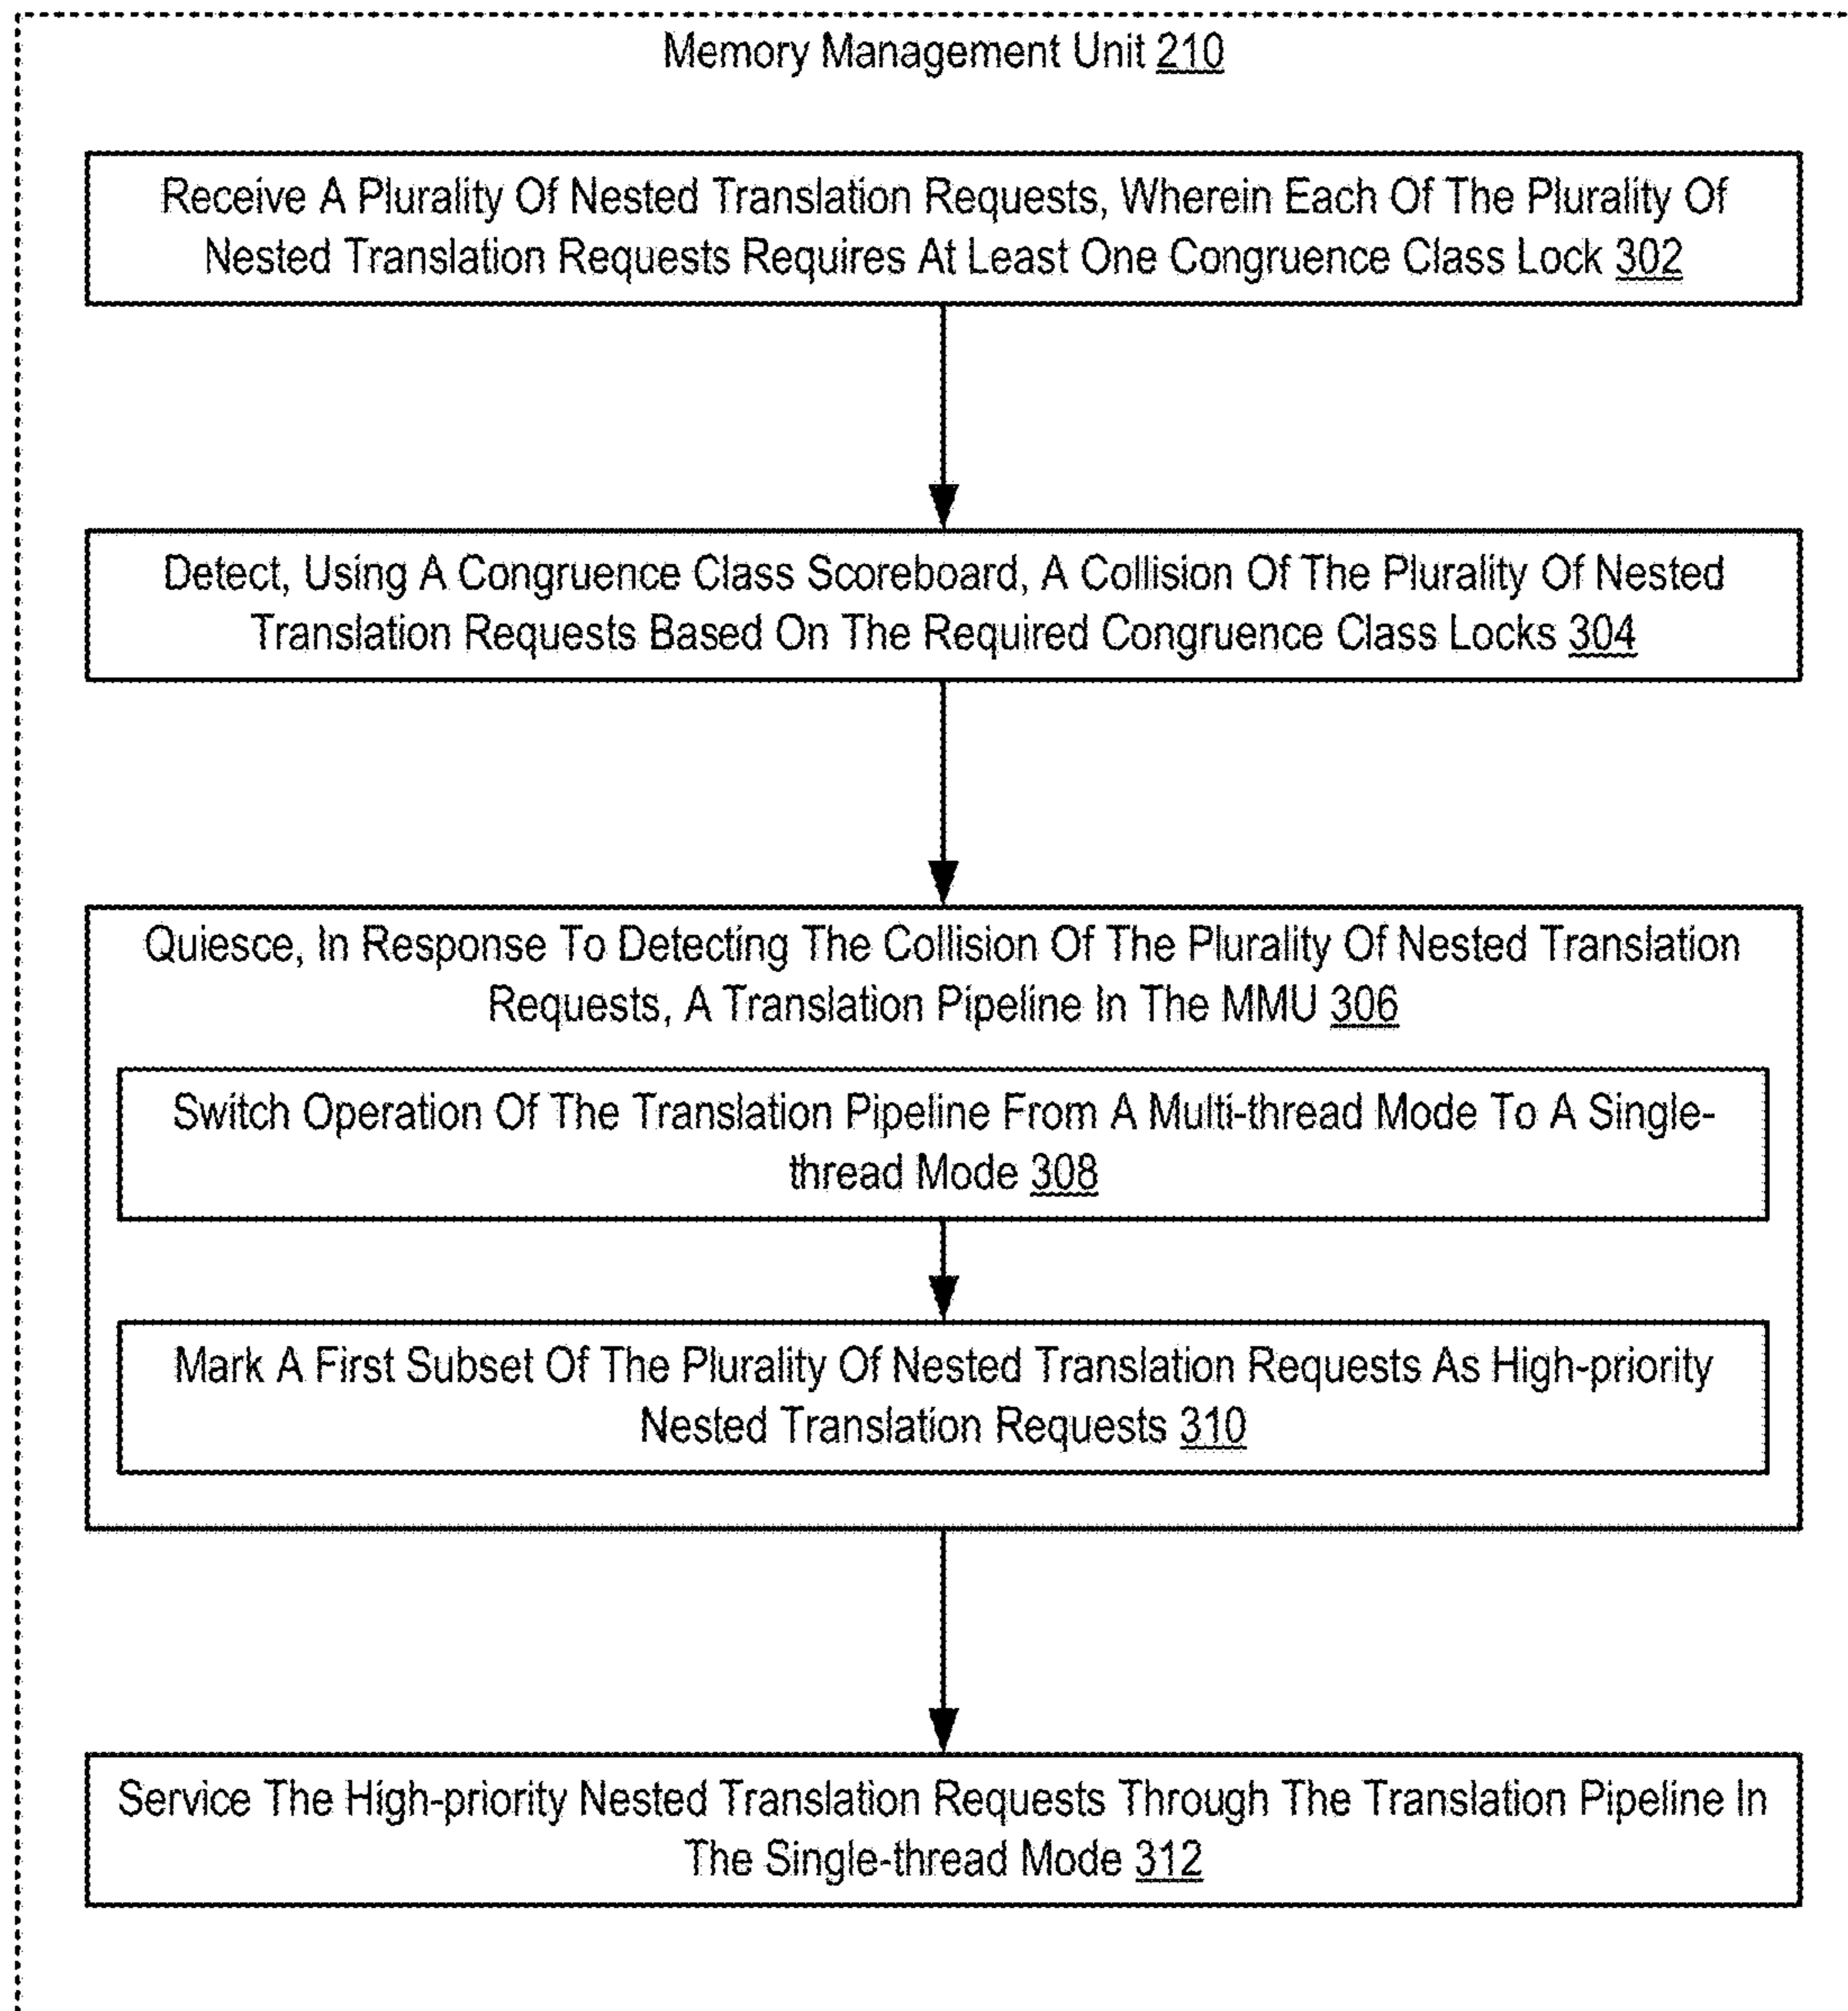 Memory Management Unit 210
Receive A Plurality Of Nested Translation Requests, Wherein Each Of The Plurality Of
Nested Translation Requests Requires At Least One Congruence Class Lock 302
Detect, Using A Congruence Class Scoreboard, A Collision Of The Plurality Of Nested
Translation Requests Based On The Required Congruence Class Locks 304
Quiesce, In Response To Detecting The Collision Of The Plurality Of Nested Translation
Requests, A Translation Pipeline In The MMU 306
Switch Operation Of The Translation Pipeline From A Multi-thread Mode To A Single-
thread Mode 308
Mark A First Subset Of The Plurality Of Nested Translation Requests As High-priority
Nested Translation Requests 310
Service The High-priority Nested Translation Requests Through The Translation Pipeline In
The Single-thread Mode 312